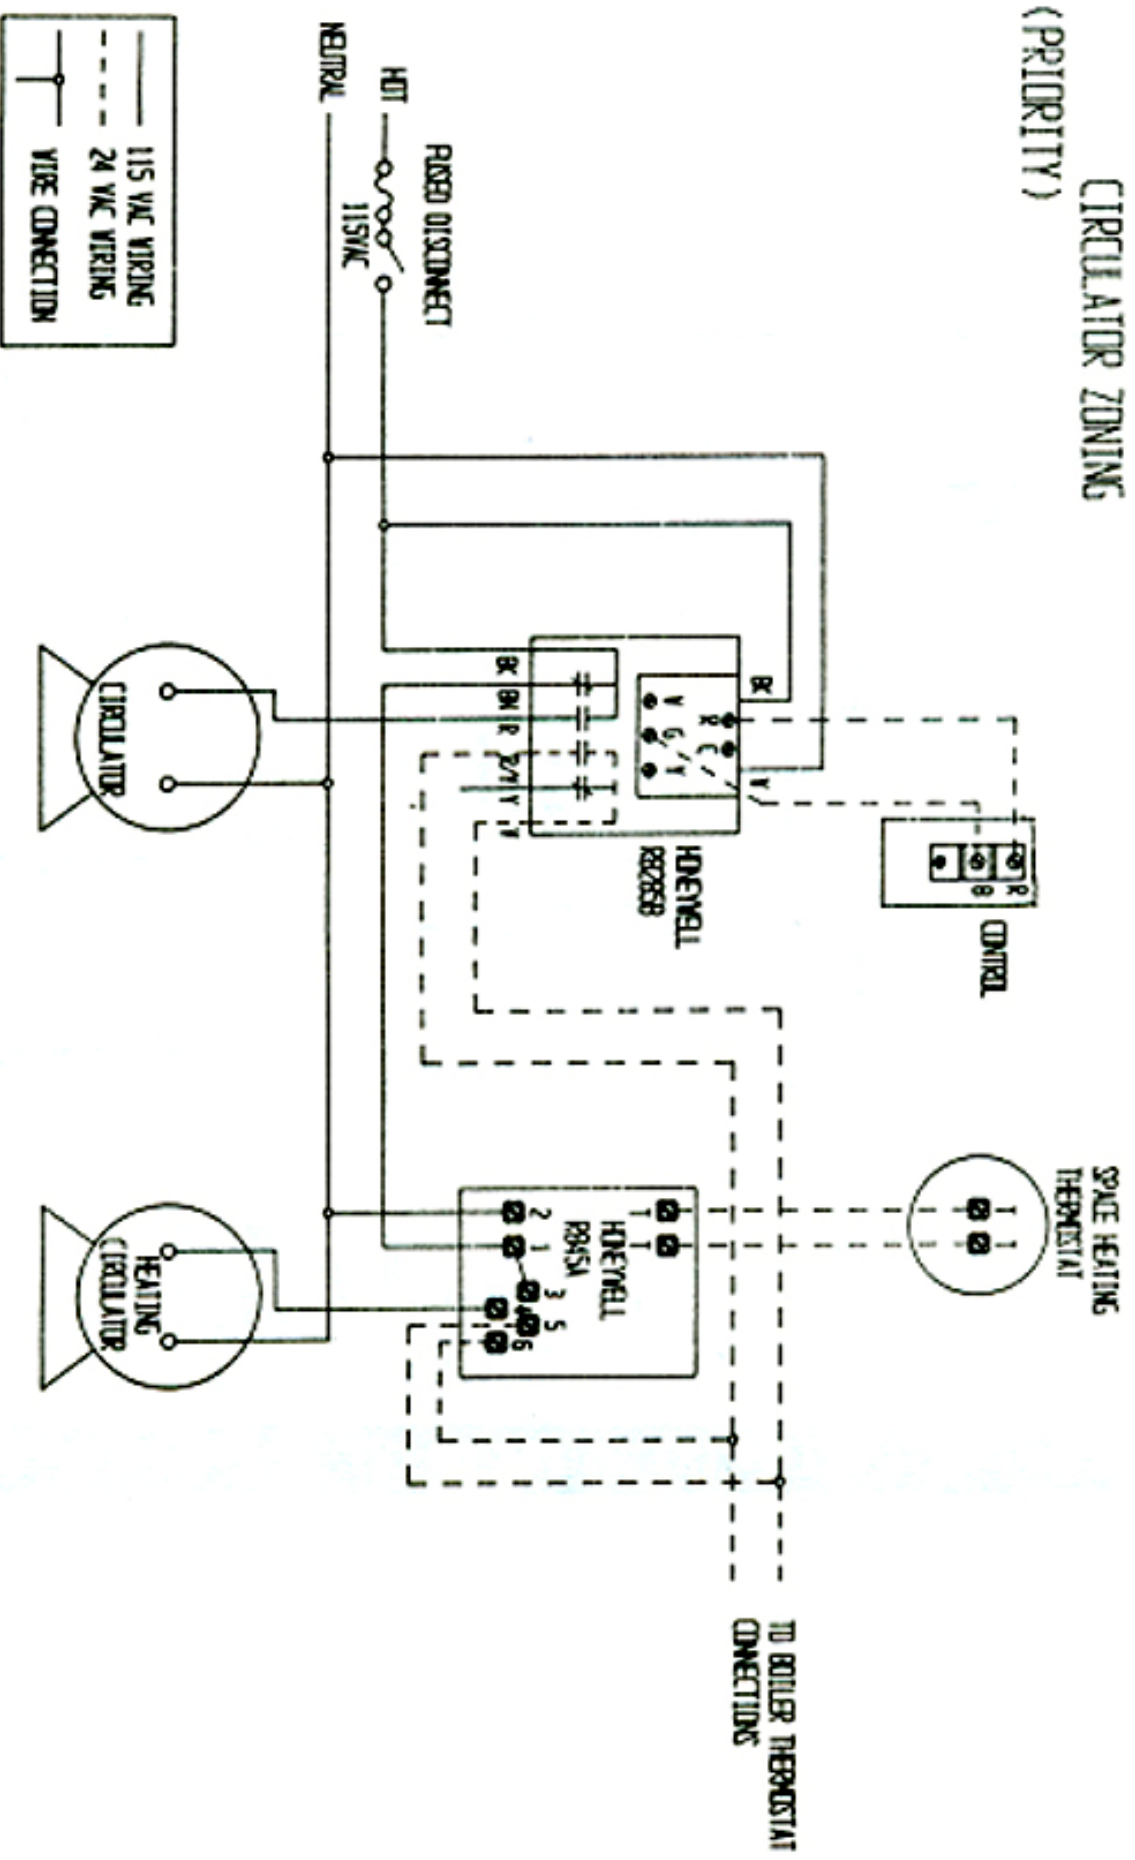 CIRCULATOR ZONING
(PRIORITY)
FUSED DISCONNECT
HOT
115VAC
NEUTRAL
115 VAC WIRING
24 VAC WIRING
WIRE CONNECTION
BK
W
R C
W G Y
HONEYWELL
BK BN R Y
CONTROL
SPACE HEATING
THERMOSTAT
T T
HONEYWELL
R845A
2 1 3 5
4 6
TO BOILER THERMOSTAT
CONNECTIONS
CIRCULATOR
HEATING
CIRCULATOR